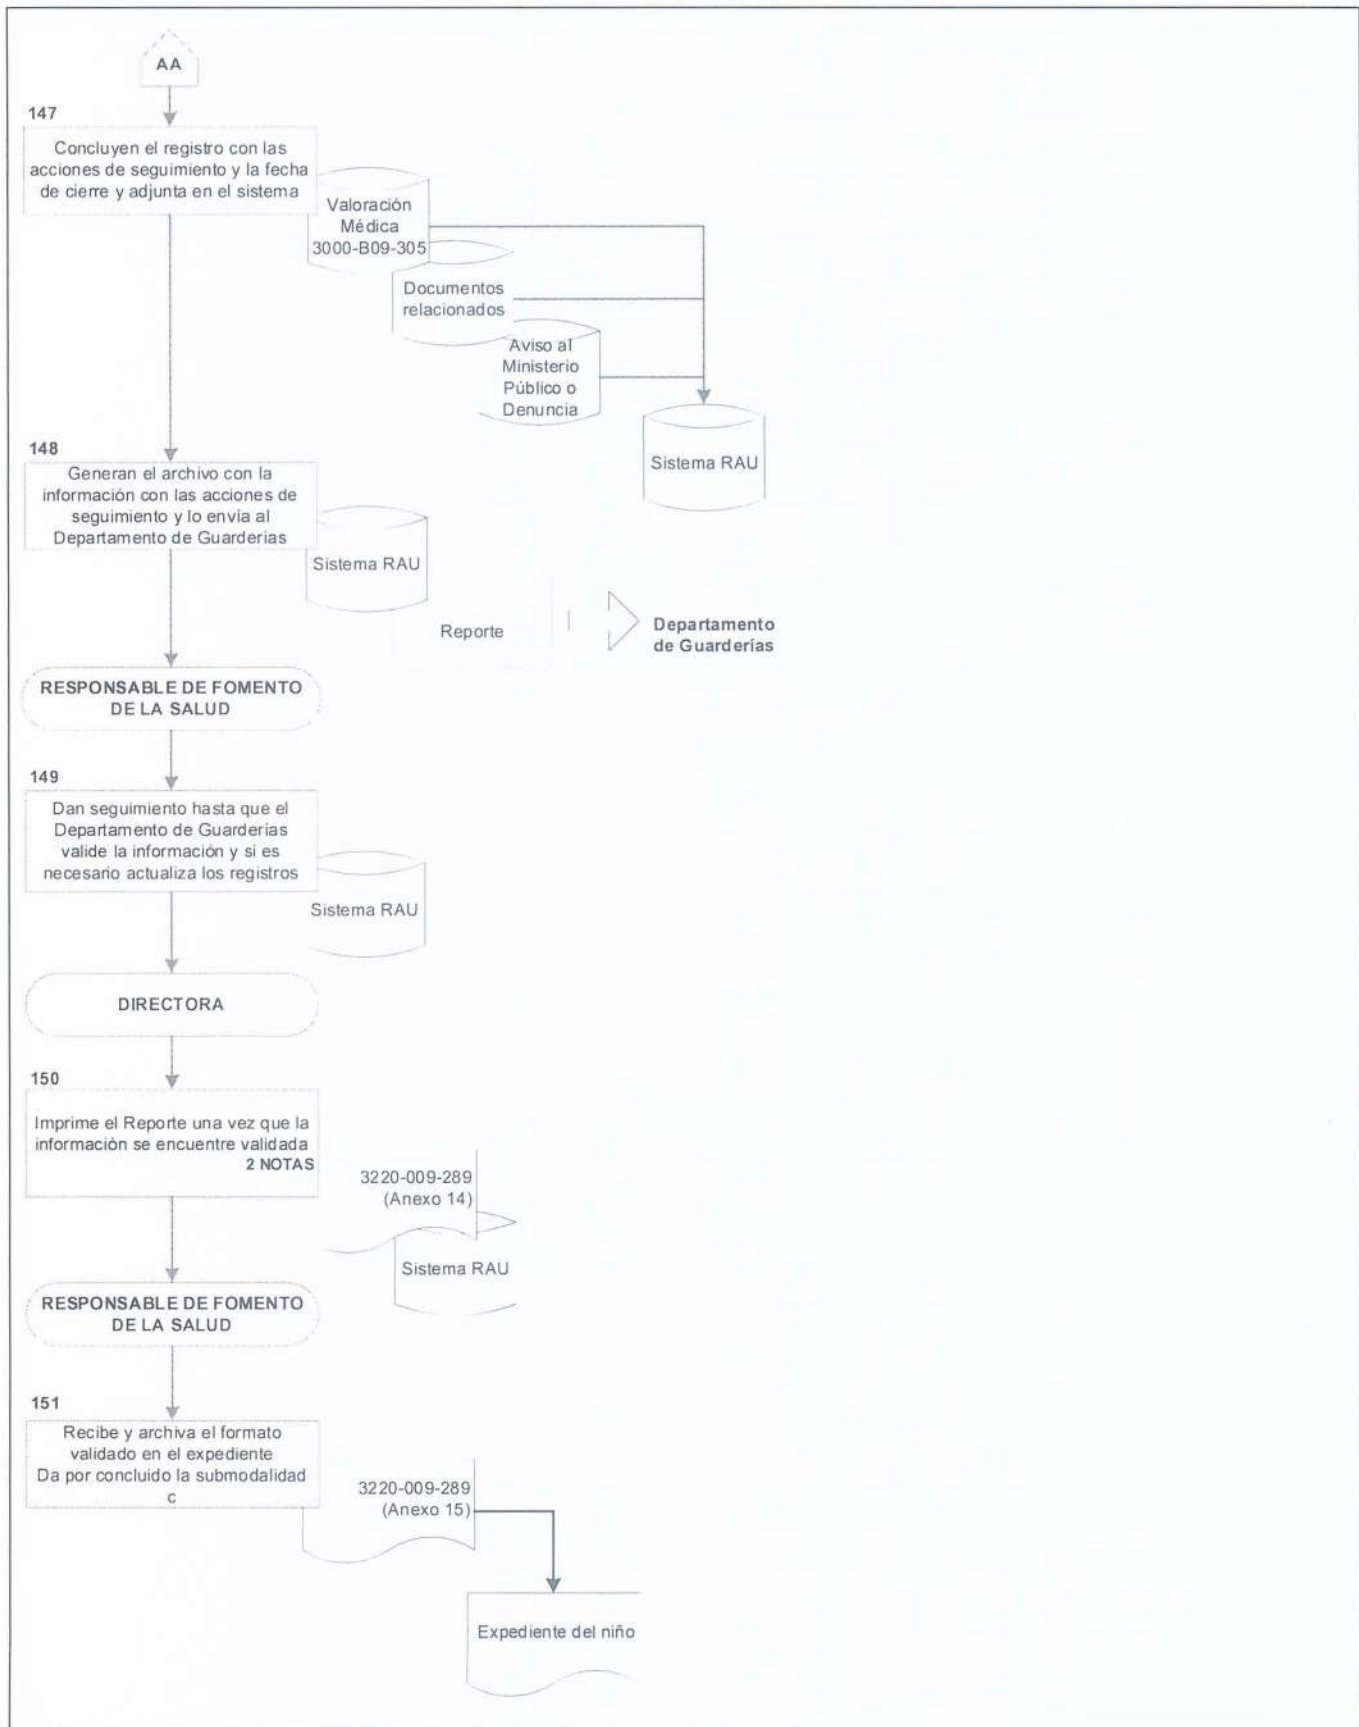 AA
147
Concluyen el registro con las
acciones de seguimiento y la fecha
de cierre y adjunta en el sistema
Valoración
Médica
3000-B09-305
Documentos
relacionados
Aviso al
Ministerio
Público o
Denuncia
Sistema RAU
148
Generan el archivo con la
información con las acciones de
seguimiento y lo envía al
Departamento de Guarderías
Sistema RAU
Reporte
Departamento
de Guarderías
RESPONSABLE DE FOMENTO
DE LA SALUD
149
Dan seguimiento hasta que el
Departamento de Guarderías
valide la información y si es
necesario actualiza los registros
Sistema RAU
DIRECTORA
150
Imprime el Reporte una vez que la
información se encuentre validada
2 NOTAS
3220-009-289
(Anexo 14)
Sistema RAU
RESPONSABLE DE FOMENTO
DE LA SALUD
151
Recibe y archiva el formato
validado en el expediente
Da por concluido la submodalidad
c
3220-009-289
(Anexo 15)
Expediente del niño